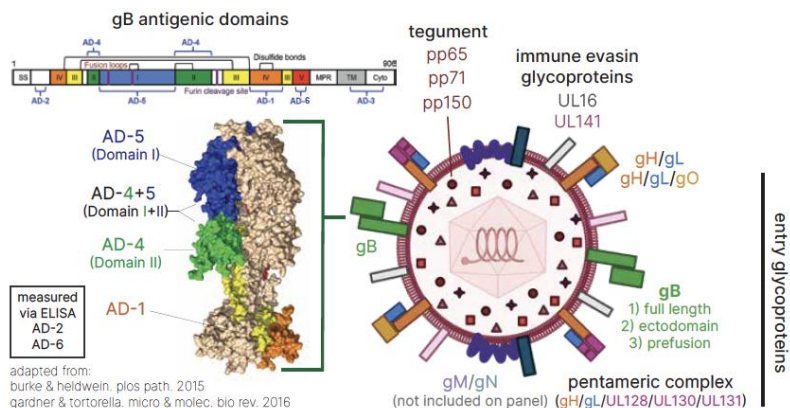 gB antigenic domains
AD-4
AD-4
Disulfide bonds
1
Fusion loops
SS
IV
III
II
I
II
III
IV
III
V
MPR
TM
Cyto
Furin cleavage site
AD-2
AD-5
AD-1
AD-6
AD-3
AD-5
(Domain I)
AD-4+5
(Domain I+II)
AD-4
(Domain II)
AD-1
measured
via ELISA
AD-2
AD-6
adapted from:
burke & heldwein. plos path. 2015
gardner & tortorella. micro & molec. bio rev. 2016
tegument
pp65
pp71
pp150
immune evasin
glycoproteins
UL16
UL141
gH/gL
gH/gL/gO
gB
gB
1) full length
2) ectodomain
3) prefusion
entry glycoproteins
gM/gN
(not included on panel)
pentameric complex
(gH/gL/UL128/UL130/UL131)